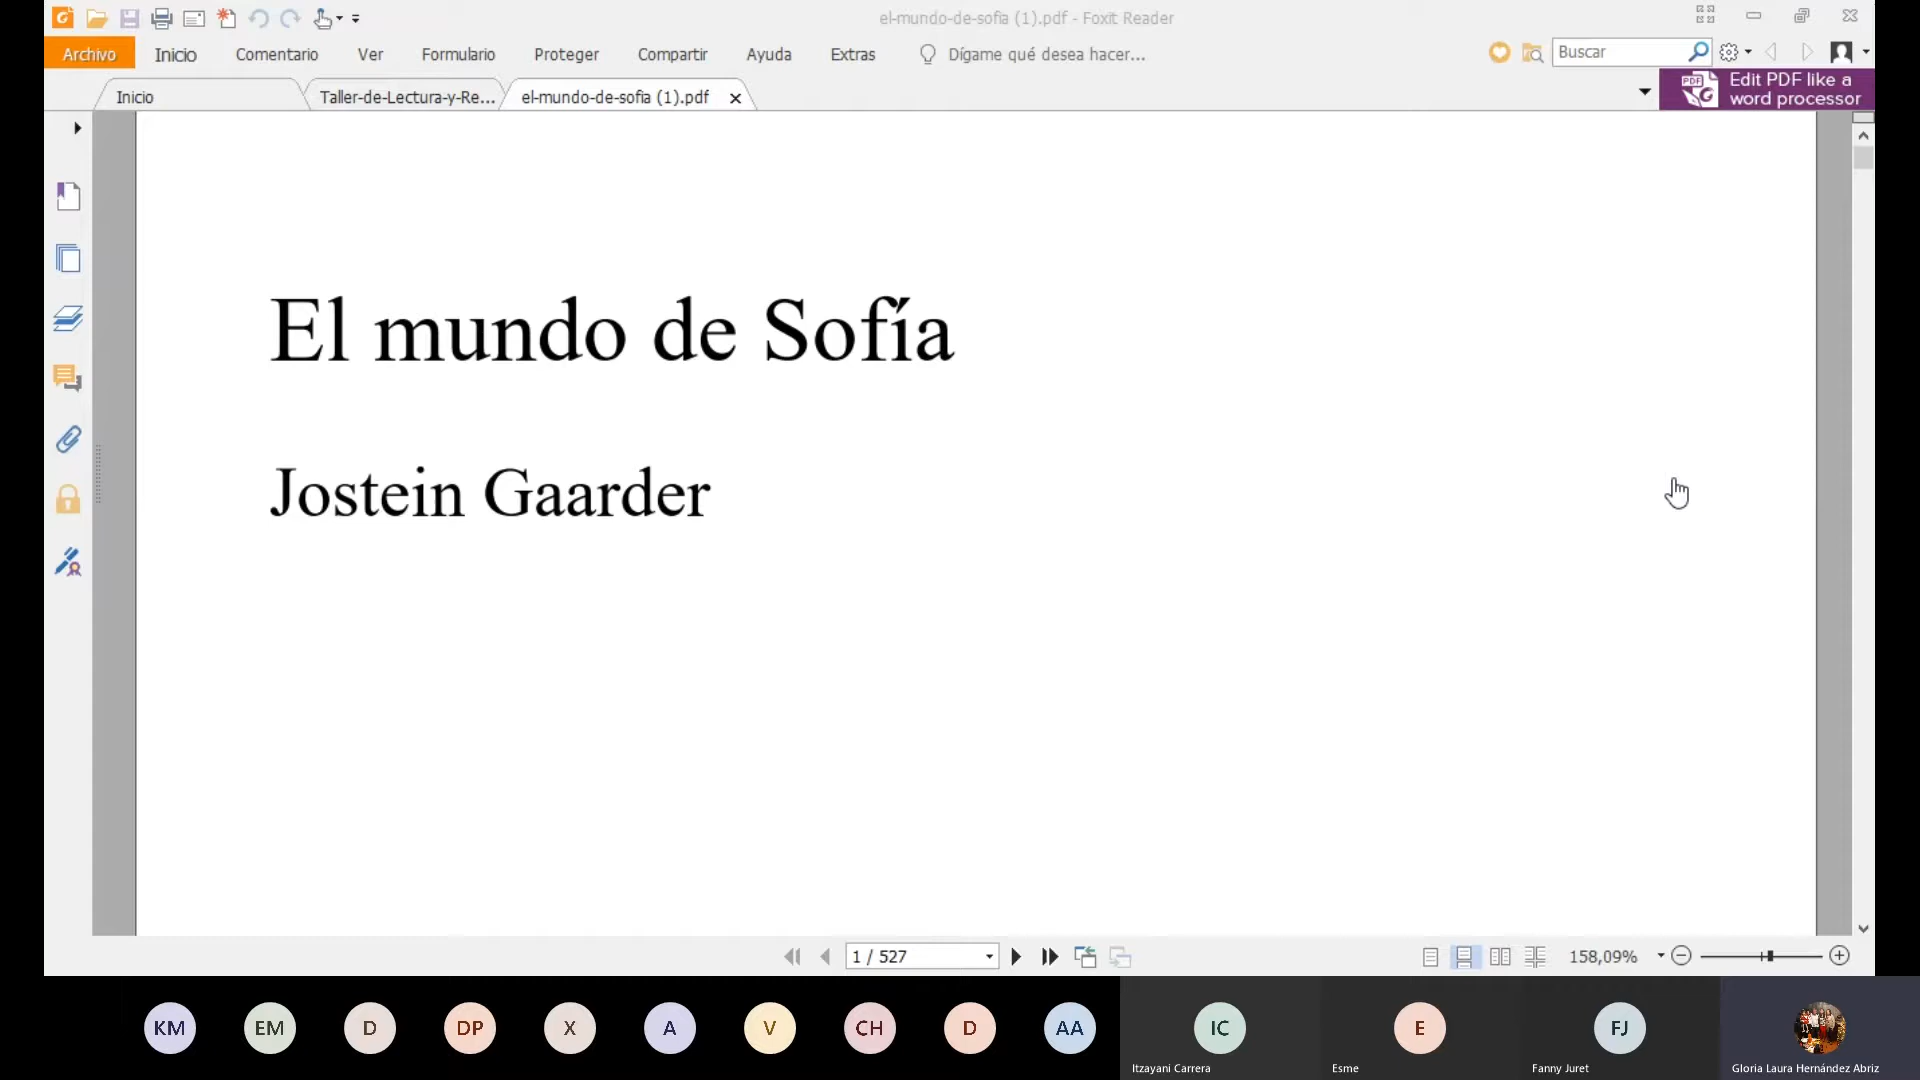 el-mundo-de-sofia (1).pdf - Foxit Reader
Archivo Inicio Comentario Ver Formulario Proteger Compartir Ayuda Extras Dígame qué desea hacer... Buscar
Inicio Taller-de-Lectura-y-Re... el-mundo-de-sofia (1).pdf
Edit PDF like a
word processor
El mundo de Sofía
Jostein Gaarder
1 / 527 158,09%
KM EM D DP X A V CH D AA IC E FJ
Itzayani Carrera Esme Fanny Juret Gloria Laura Hernández Abriz